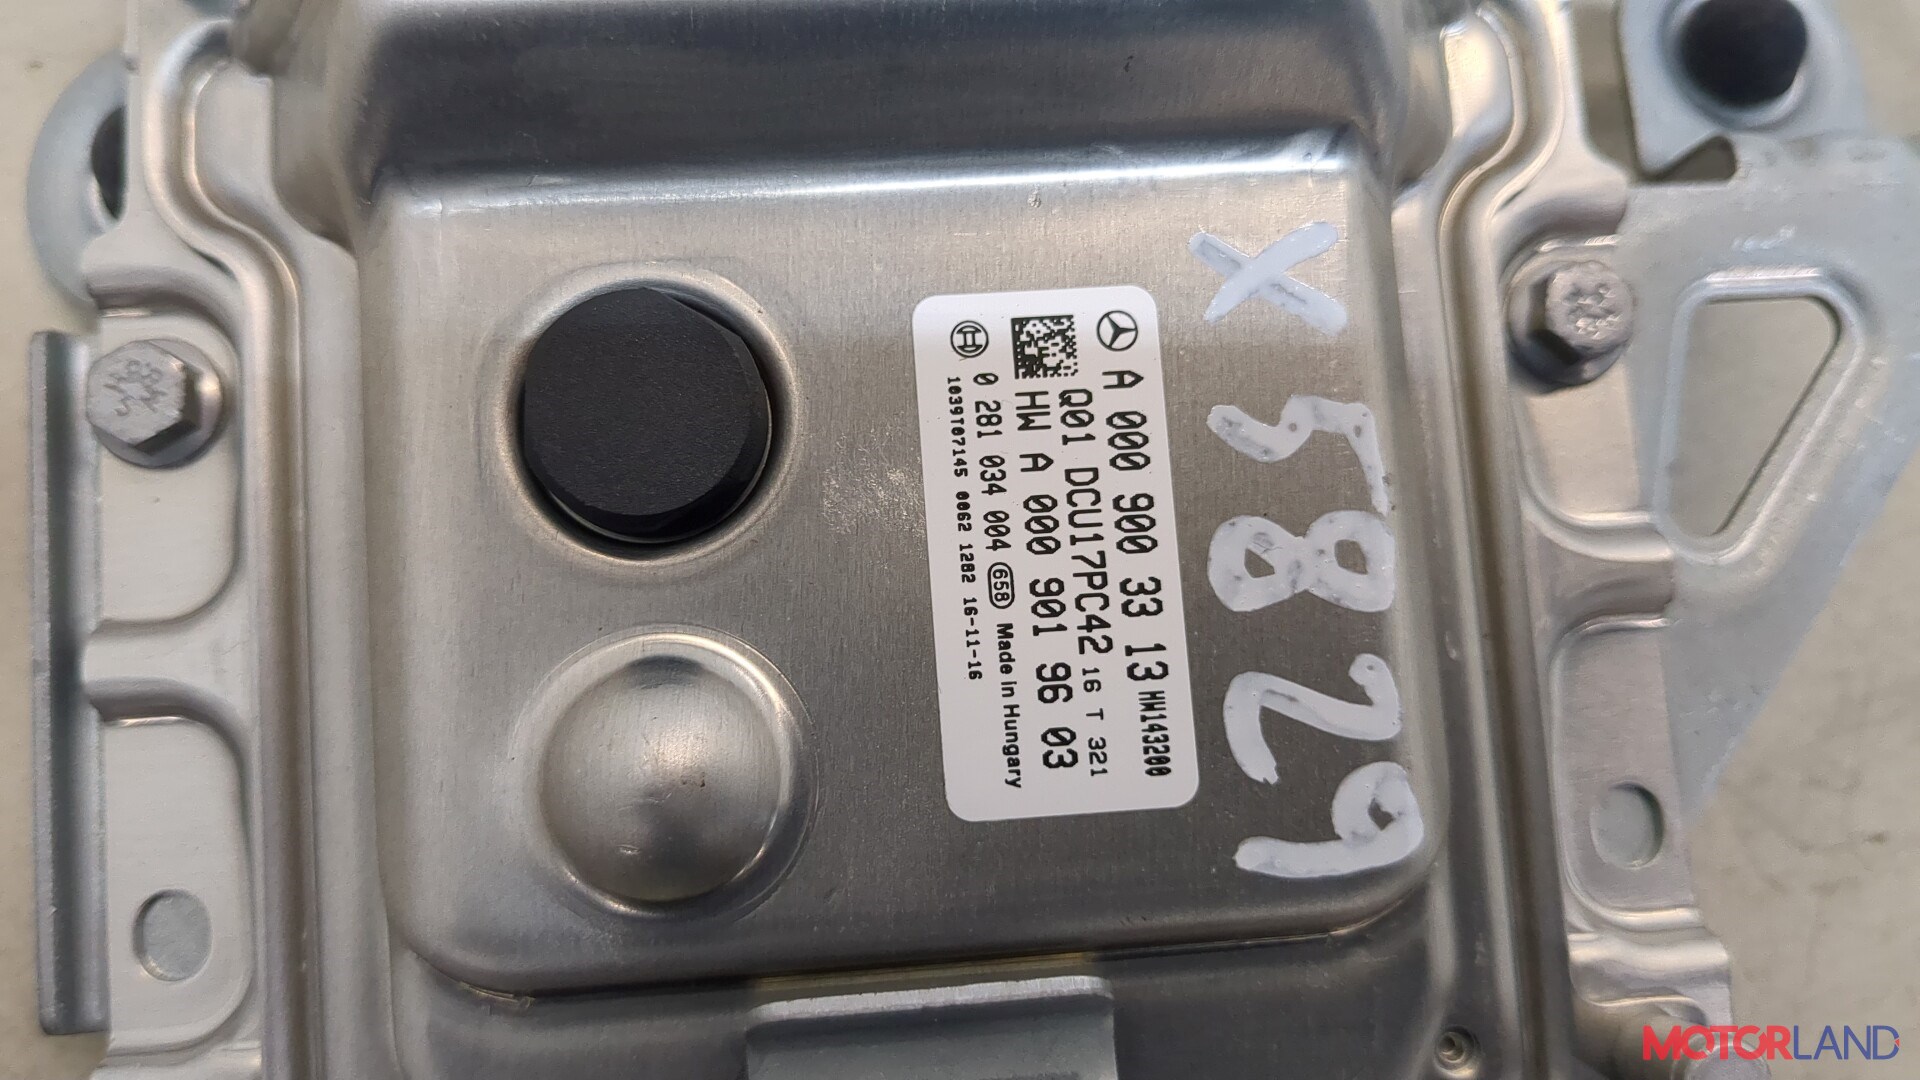 A 000 900 33 13 HW143200
Q01 DCU17PC42 16 T 321
HW A 000 901 96 03
0 281 034 004 658 Made in Hungary
1039T07145 0062 1282 16-11-16
X 5829
MOTORLAND